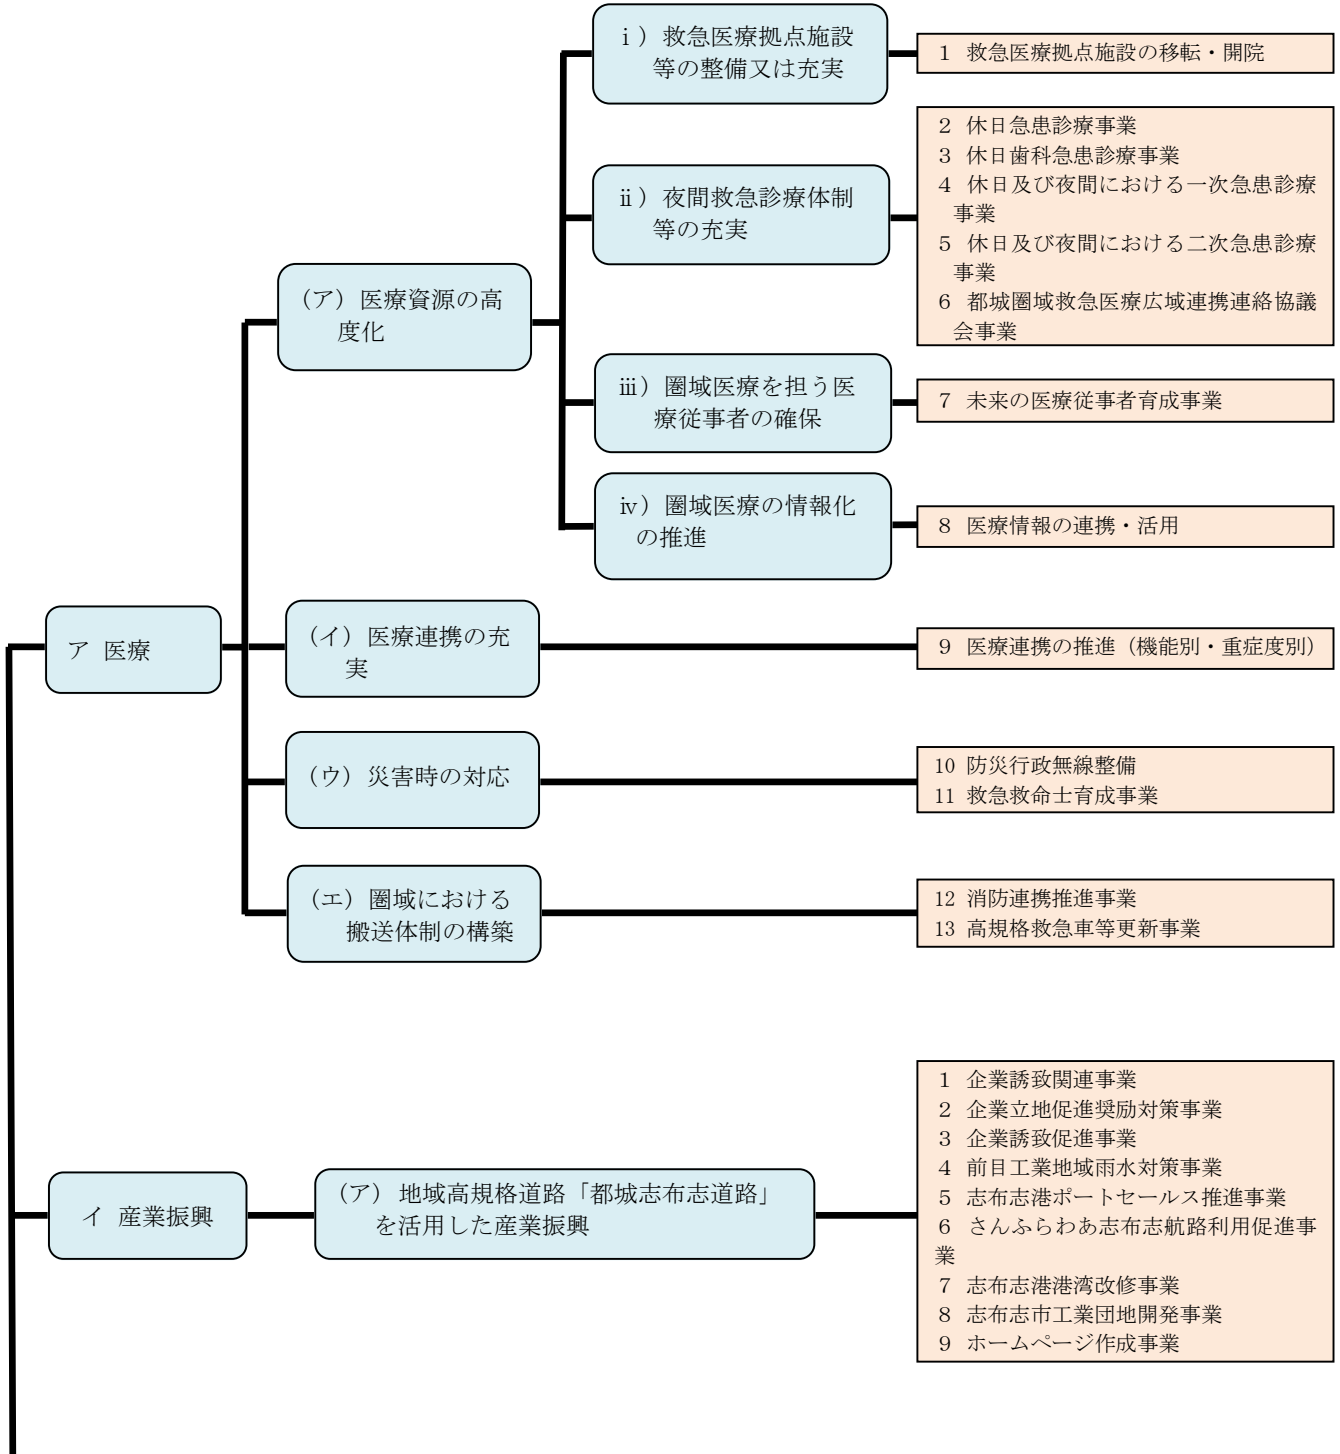 ア 医療
(ア) 医療資源の高
度化
ⅰ）救急医療拠点施設
等の整備又は充実
1 救急医療拠点施設の移転・開院
ⅱ）夜間救急診療体制
等の充実
2 休日急患診療事業
3 休日歯科急患診療事業
4 休日及び夜間における一次急患診療
事業
5 休日及び夜間における二次急患診療
事業
6 都城圏域救急医療広域連携連絡協議
会事業
ⅲ）圏域医療を担う医
療従事者の確保
7 未来の医療従事者育成事業
ⅳ）圏域医療の情報化
の推進
8 医療情報の連携・活用
(イ) 医療連携の充
実
9 医療連携の推進（機能別・重症度別）
(ウ) 災害時の対応
10 防災行政無線整備
11 救急救命士育成事業
(エ) 圏域における
搬送体制の構築
12 消防連携推進事業
13 高規格救急車等更新事業
イ 産業振興
(ア) 地域高規格道路「都城志布志道路」
を活用した産業振興
1 企業誘致関連事業
2 企業立地促進奨励対策事業
3 企業誘致促進事業
4 前目工業地域雨水対策事業
5 志布志港ポートセールス推進事業
6 さんふらわあ志布志航路利用促進事
業
7 志布志港港湾改修事業
8 志布志市工業団地開発事業
9 ホームページ作成事業